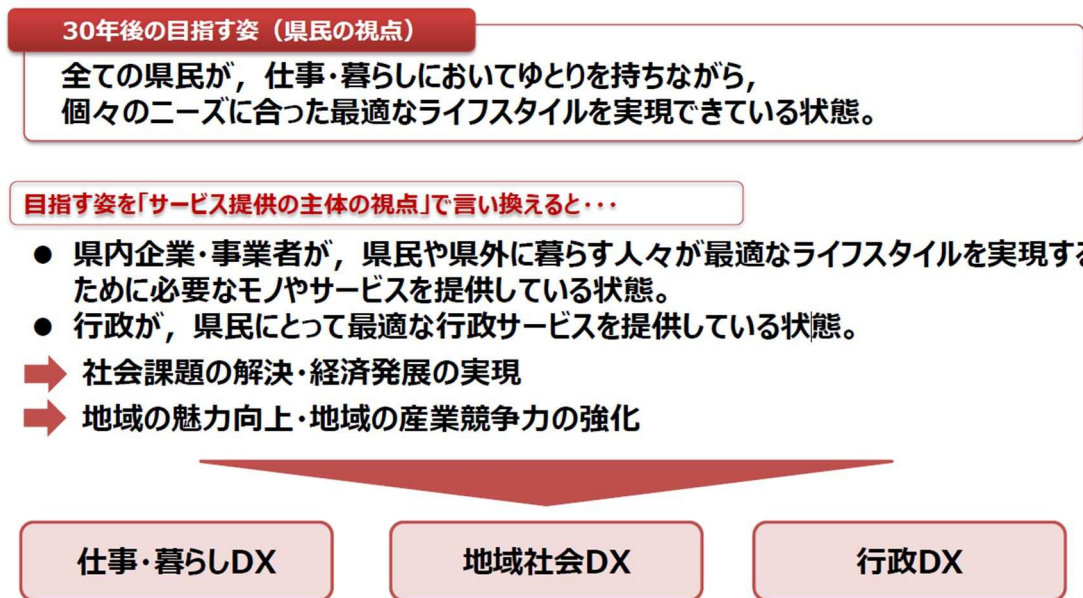 30年後の目指す姿（県民の視点）
全ての県民が，仕事・暮らしにおいてゆとりを持ちながら，
個々のニーズに合った最適なライフスタイルを実現できている状態。
目指す姿を「サービス提供の主体の視点」で言い換えると・・・
● 県内企業・事業者が，県民や県外に暮らす人々が最適なライフスタイルを実現する
ために必要なモノやサービスを提供している状態。
● 行政が，県民にとって最適な行政サービスを提供している状態。
社会課題の解決・経済発展の実現
地域の魅力向上・地域の産業競争力の強化
仕事・暮らしDX
地域社会DX
行政DX